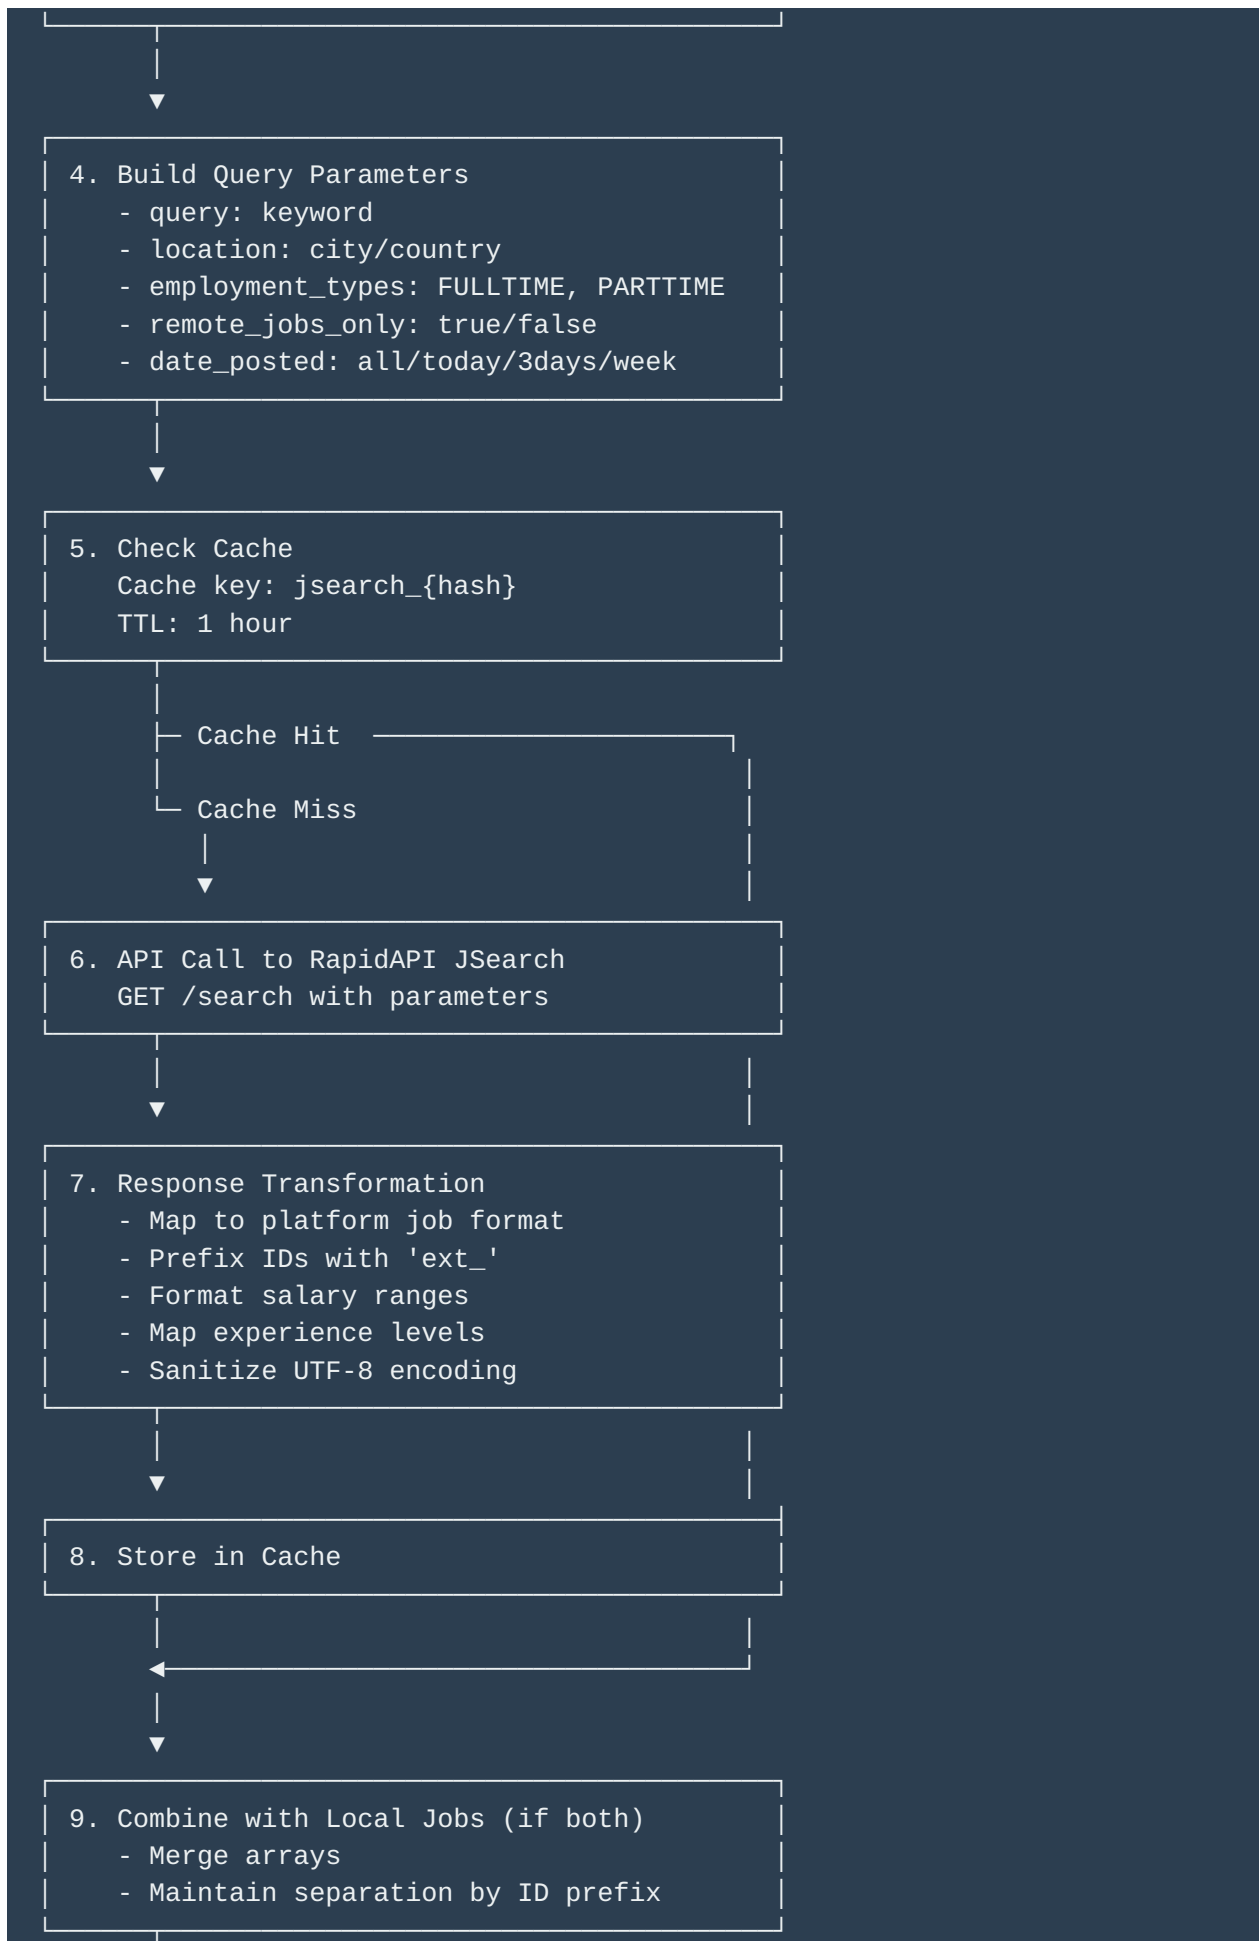 4. Build Query Parameters
- query: keyword
- location: city/country
- employment_types: FULLTIME, PARTTIME
- remote_jobs_only: true/false
- date_posted: all/today/3days/week
5. Check Cache
Cache key: jsearch_{hash}
TTL: 1 hour
Cache Hit
Cache Miss
6. API Call to RapidAPI JSearch
GET /search with parameters
7. Response Transformation
- Map to platform job format
- Prefix IDs with 'ext_'
- Format salary ranges
- Map experience levels
- Sanitize UTF-8 encoding
8. Store in Cache
9. Combine with Local Jobs (if both)
- Merge arrays
- Maintain separation by ID prefix